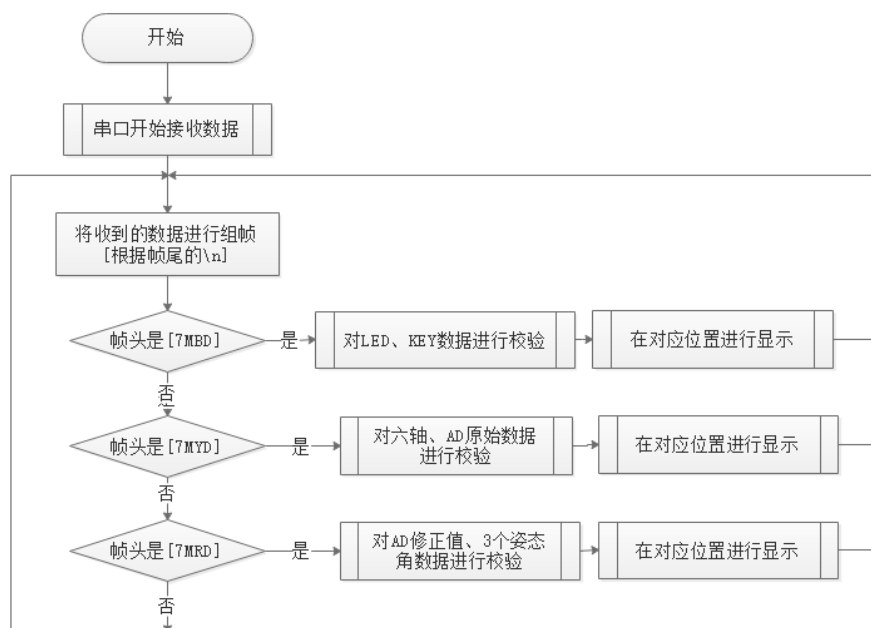 开始
串口开始接收数据
将收到的数据进行组帧
[根据帧尾的\n]
帧头是[7MBD]
是
对LED、KEY数据进行校验
在对应位置进行显示
否
帧头是[7MYD]
是
对六轴、AD原始数据
进行校验
在对应位置进行显示
否
帧头是[7MRD]
是
对AD修正值、3个姿态
角数据进行校验
在对应位置进行显示
否